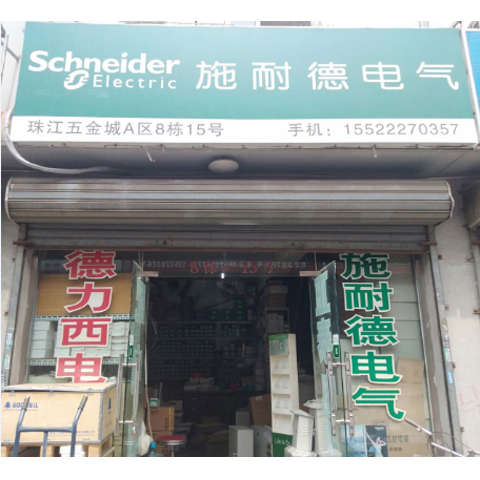 Schneider
Electric
施耐德电气
珠江五金城A区8栋15号
手机：15522270357
德力西电
施耐德电气